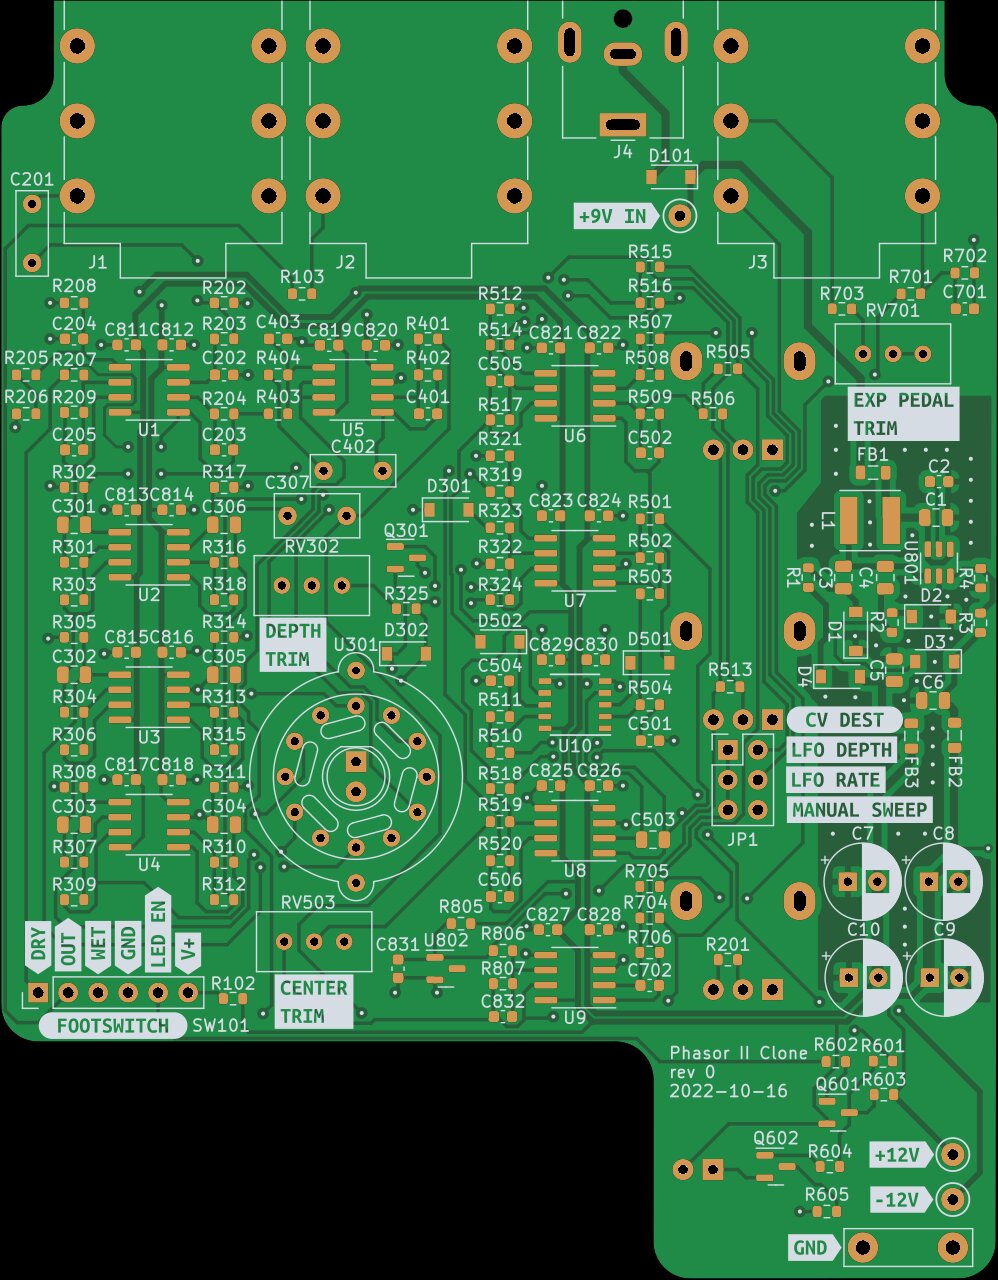 J4
D101
C201
+9V IN
J1
J2
J3
R515
R702
R208
R202
R103
R512
R516
R701
R703
C701
RV701
C204
C811
C812
R203
C403
C819
C820
R401
R514
C821
C822
R507
R205
R207
C202
R404
R402
C505
R508
R505
R206
R209
R204
R403
C401
R517
R509
R506
EXP PEDAL
TRIM
U1
U5
U6
C205
C203
C402
R321
C502
FB1
R302
R317
C307
D301
R319
C2
C301
C813
C814
C306
R323
C823
C824
R501
L1
C1
Q301
R301
R316
RV302
R322
R502
U801
R303
U2
R318
R325
R324
U7
R503
R1
C3
C4
D2
R4
R305
R314
DEPTH
TRIM
D302
D502
D1
R2
R3
C302
C815
C816
C305
U301
C829
C830
D501
D3
C504
D4
C5
R304
R313
R511
R504
R513
C6
CV DEST
R306
U3
R315
R510
U10
C501
LFO DEPTH
FB3
FB2
R308
C817
C818
R311
R518
C825
C826
LFO RATE
C303
C304
R519
C503
MANUAL SWEEP
R307
U4
R310
R520
U8
JP1
C7
C8
R309
R312
C506
R705
RV503
R805
C827
C828
R704
C10
C9
DRY
OUT
WET
GND
LED EN
V+
C831
U802
R806
R706
R201
R102
CENTER
TRIM
R807
C702
FOOTSWITCH
SW101
C832
U9
Phasor II Clone
rev 0
2022-10-16
R602
R601
R603
Q601
Q602
R604
+12V
R605
-12V
GND